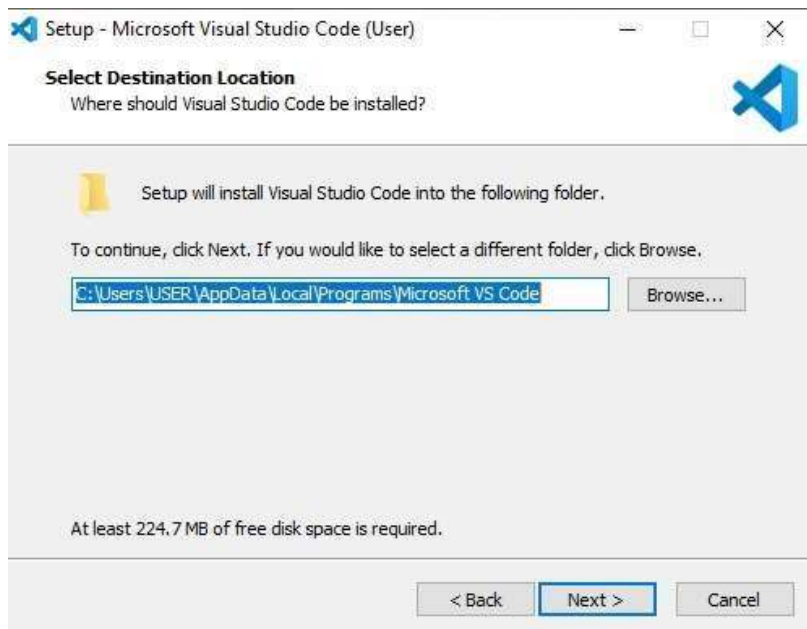 Setup - Microsoft Visual Studio Code (User)
Select Destination Location
Where should Visual Studio Code be installed?
Setup will install Visual Studio Code into the following folder.
To continue, click Next. If you would like to select a different folder, click Browse.
C:\Users\USER\AppData\Local\Programs\Microsoft VS Code
Browse...
At least 224.7 MB of free disk space is required.
< Back
Next >
Cancel